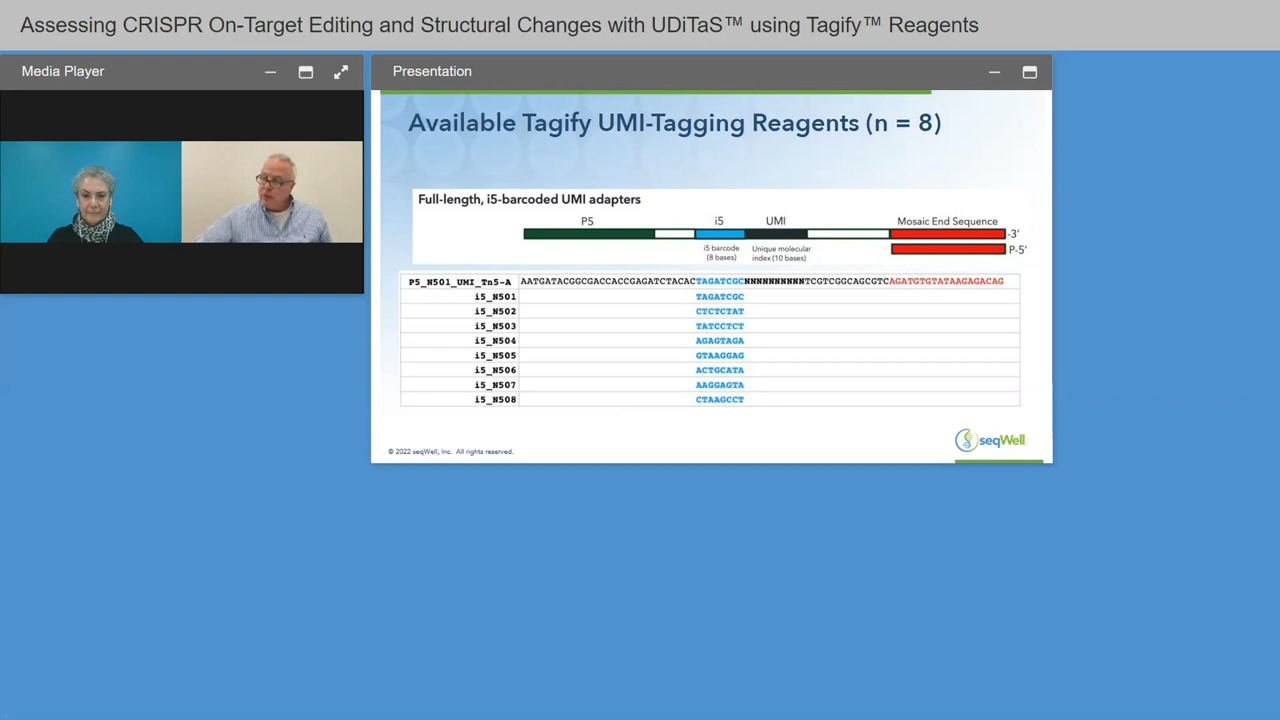 Assessing CRISPR On-Target Editing and Structural Changes with UDiTaS™ using Tagify™ Reagents
Media Player
Presentation
Available Tagify UMI-Tagging Reagents (n = 8)
Full-length, i5-barcoded UMI adapters
P5 i5 UMI Mosaic End Sequence
-3'
P-5'
i5 barcode
(8 bases)
Unique molecular
index (10 bases)
P5_N501_UMI_Tn5-A AATGATACGGCGACCACCGAGATCTACACTAGATCGCNNNNNNNNNNTCGTCGGCAGCGTCAGATGTGTATAAGAGACAG
i5_N501 TAGATCGC
i5_N502 CTCTCTAT
i5_N503 TATCCTCT
i5_N504 AGAGTAGA
i5_N505 GTAAGGAG
i5_N506 ACTGCATA
i5_N507 AAGGAGTA
i5_N508 CTAAGCCT
seqWell
© 2022 seqWell, Inc. All rights reserved.